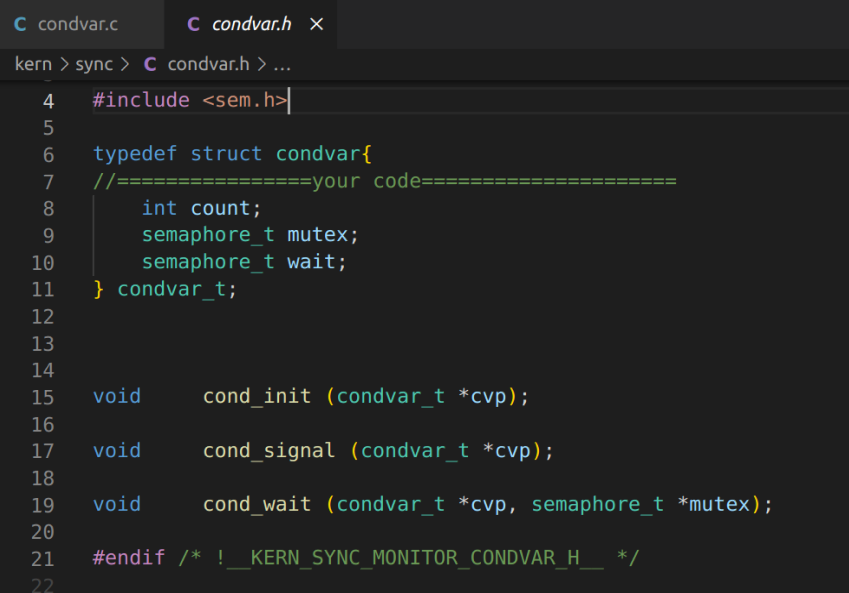 C condvar.c C condvar.h ×
kern > sync > C condvar.h > ...
4 #include <sem.h>
5
6 typedef struct condvar{
7 //================your code=====================
8     int count;
9     semaphore_t mutex;
10     semaphore_t wait;
11 } condvar_t;
12
13
14
15 void     cond_init (condvar_t *cvp);
16
17 void     cond_signal (condvar_t *cvp);
18
19 void     cond_wait (condvar_t *cvp, semaphore_t *mutex);
20
21 #endif /* !__KERN_SYNC_MONITOR_CONDVAR_H__ */
22